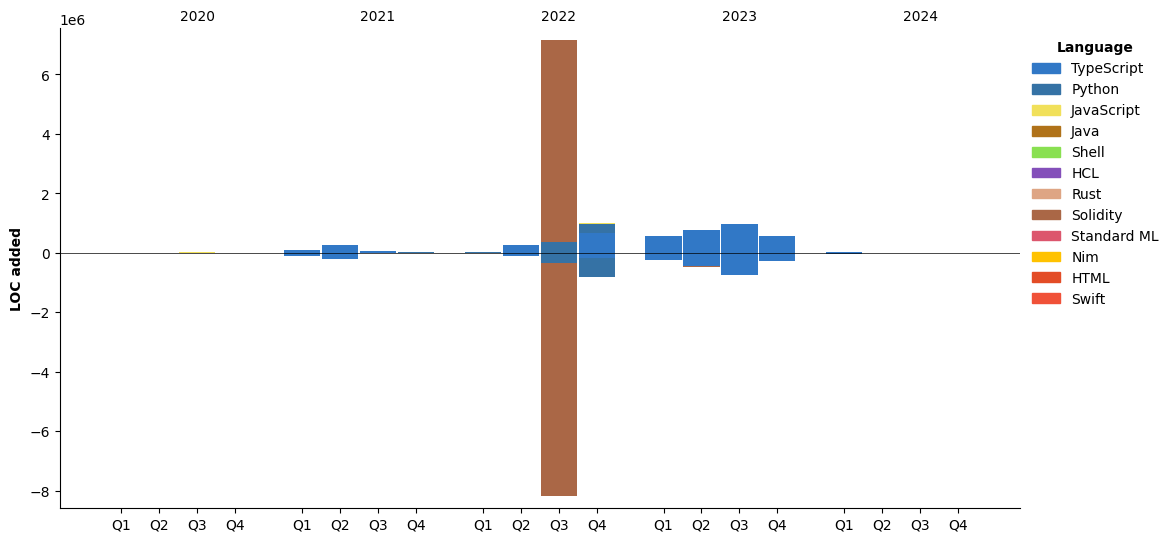 1e6
2020 2021 2022 2023 2024
LOC added
6
4
2
0
−2
−4
−6
−8
Q1 Q2 Q3 Q4 Q1 Q2 Q3 Q4 Q1 Q2 Q3 Q4 Q1 Q2 Q3 Q4 Q1 Q2 Q3 Q4
Language
TypeScript
Python
JavaScript
Java
Shell
HCL
Rust
Solidity
Standard ML
Nim
HTML
Swift